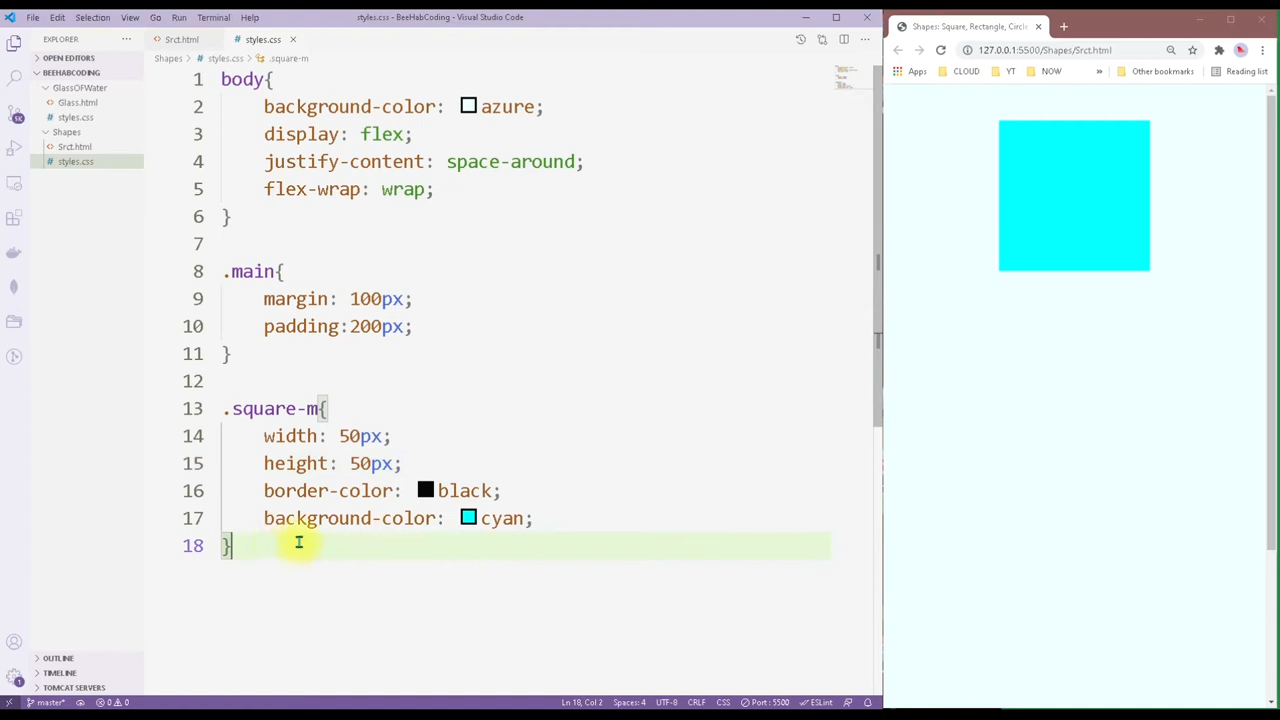 File Edit Selection View Go Run Terminal Help
styles.css - BeeHabCoding - Visual Studio Code
EXPLORER
OPEN EDITORS
BEEHABCODING
GlassOfWater
Glass.html
styles.css
Shapes
Srct.html
styles.css
OUTLINE
TIMELINE
TOMCAT SERVERS
Srct.html
styles.css
Shapes > styles.css > .square-m
1 body{
2 background-color: azure;
3 display: flex;
4 justify-content: space-around;
5 flex-wrap: wrap;
6 }
7
8 .main{
9 margin: 100px;
10 padding:200px;
11 }
12
13 .square-m{
14 width: 50px;
15 height: 50px;
16 border-color: black;
17 background-color: cyan;
18 }
master* 0 0 Ln 18, Col 2 Spaces: 4 UTF-8 CRLF CSS Port : 5500 ESLint
Shapes: Square, Rectangle, Circl
127.0.0.1:5500/Shapes/Srct.html
Apps CLOUD YT NOW » Other bookmarks Reading list